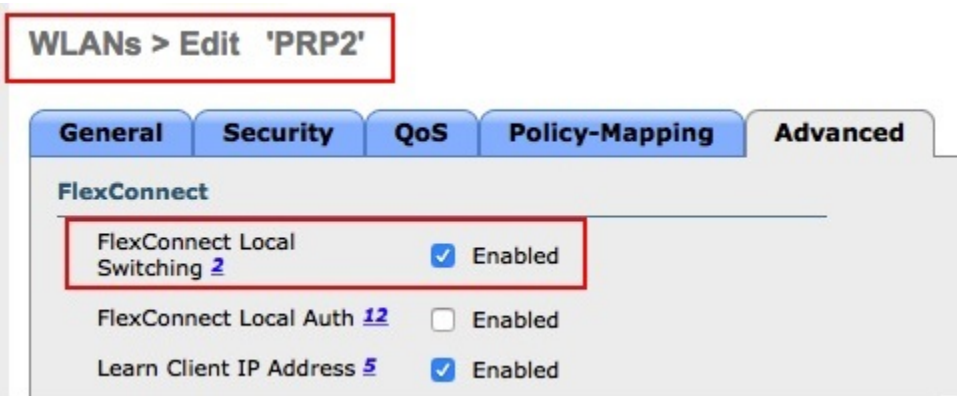 WLANs > Edit 'PRP2'
General Security QoS Policy-Mapping Advanced
FlexConnect
FlexConnect Local
Switching 2 Enabled
FlexConnect Local Auth 12 Enabled
Learn Client IP Address 5 Enabled